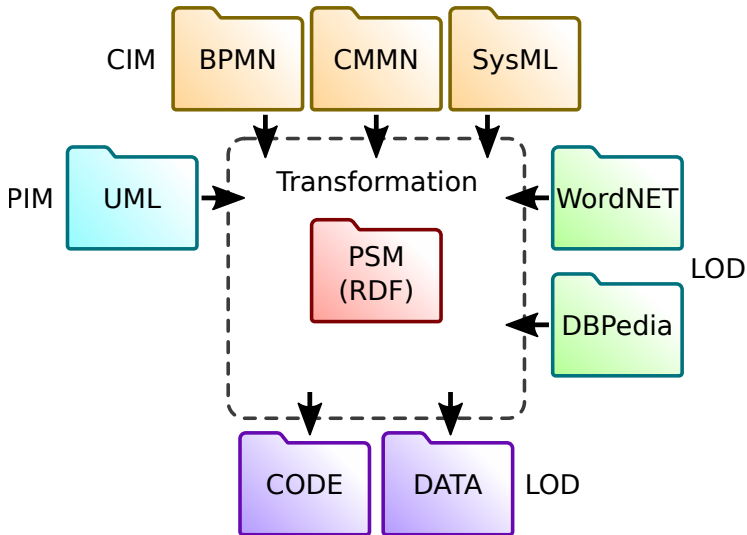 CIM
BPMN
CMMN
SysML
Transformation
PIM
UML
WordNET
PSM
(RDF)
LOD
DBPedia
CODE
DATA
LOD